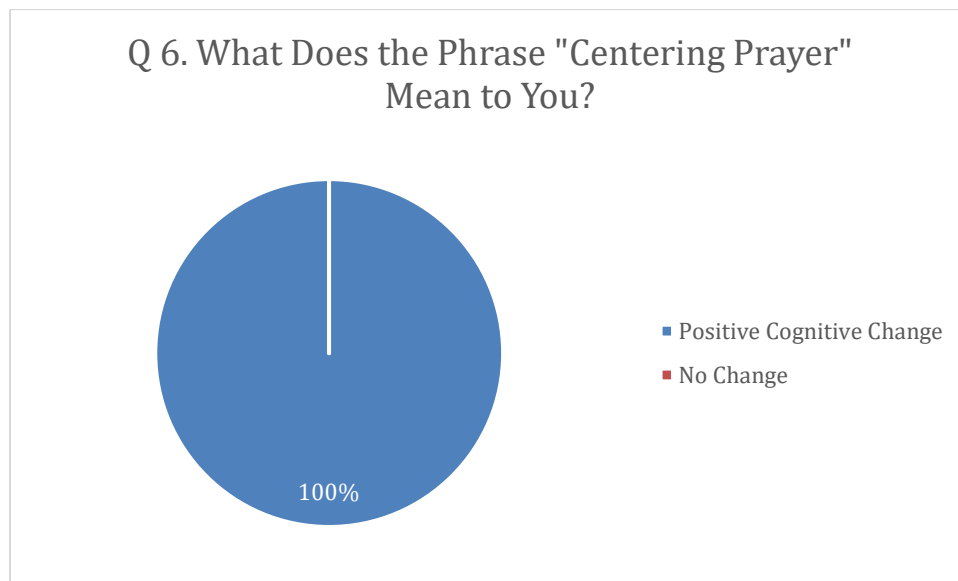 Q 6. What Does the Phrase "Centering Prayer"
Mean to You?
Positive Cognitive Change
No Change
100%